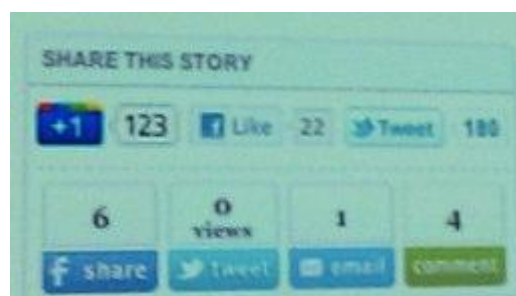 SHARE THIS STORY
+1 123 Like 22 Tweet 180
6 0 1 4
views
f share tweet email comment